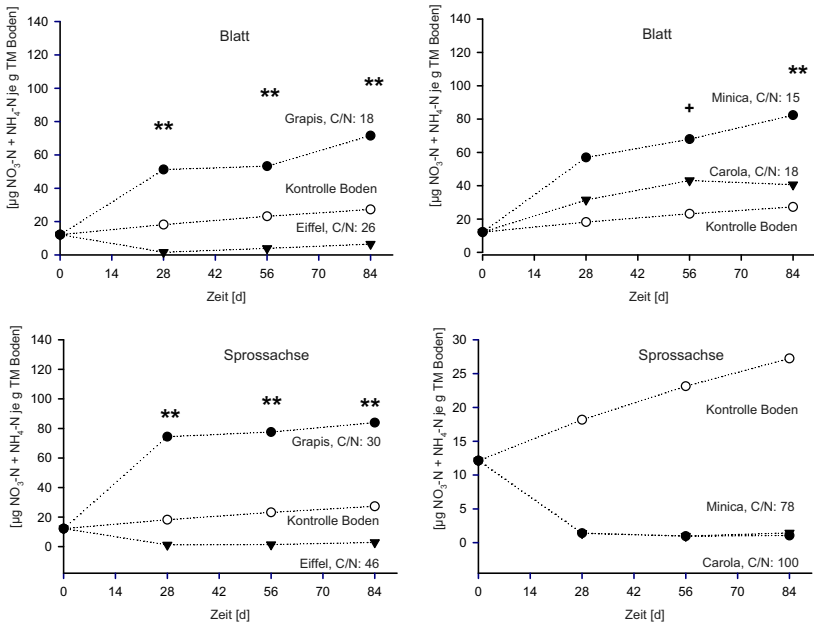 [µg NO3-N + NH4-N je g TM Boden]
140
120
100
80
60
40
20
0
Blatt
**
**
**
Grapis, C/N: 18
Kontrolle Boden
Eiffel, C/N: 26
0 14 28 42 56 70 84
Zeit [d]
[µg NO3-N + NH4-N je g TM Boden]
140
120
100
80
60
40
20
0
Blatt
**
+
Minica, C/N: 15
Carola, C/N: 18
Kontrolle Boden
0 14 28 42 56 70 84
Zeit [d]
[µg NO3-N + NH4-N je g TM Boden]
140
120
100
80
60
40
20
0
Sprossachse
**
**
**
Grapis, C/N: 30
Kontrolle Boden
Eiffel, C/N: 46
0 14 28 42 56 70 84
Zeit [d]
[µg NO3-N + NH4-N je g TM Boden]
30
25
20
15
10
5
0
Sprossachse
Kontrolle Boden
Minica, C/N: 78
Carola, C/N: 100
0 14 28 42 56 70 84
Zeit [d]